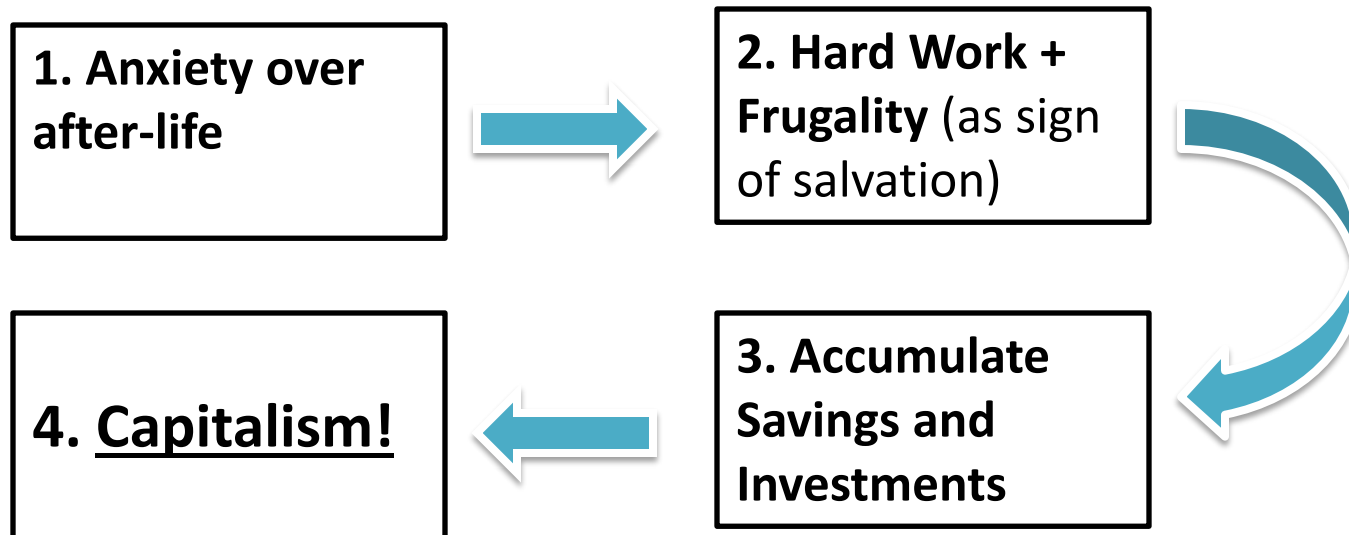 1. Anxiety over
after-life
2. Hard Work +
Frugality (as sign
of salvation)
3. Accumulate
Savings and
Investments
4. Capitalism!